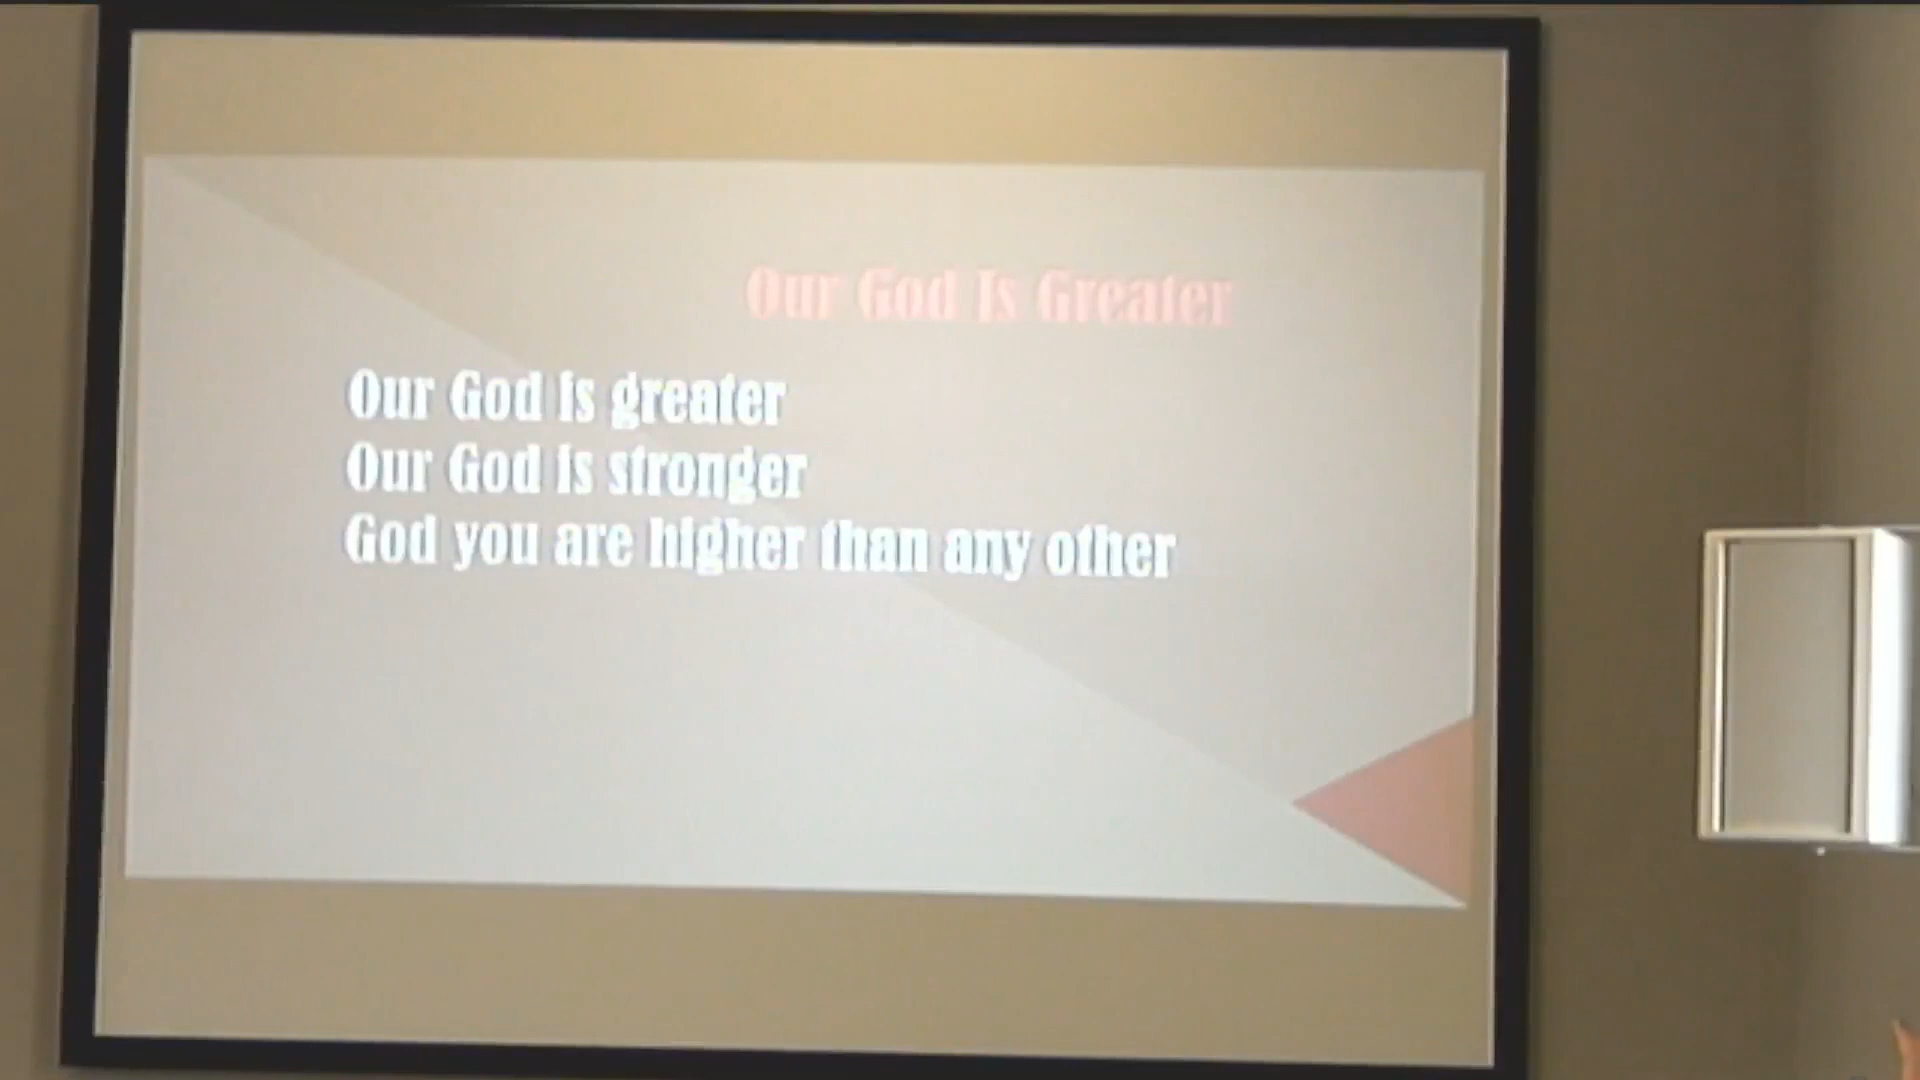 Our God Is Greater
Our God is greater
Our God is stronger
God you are higher than any other